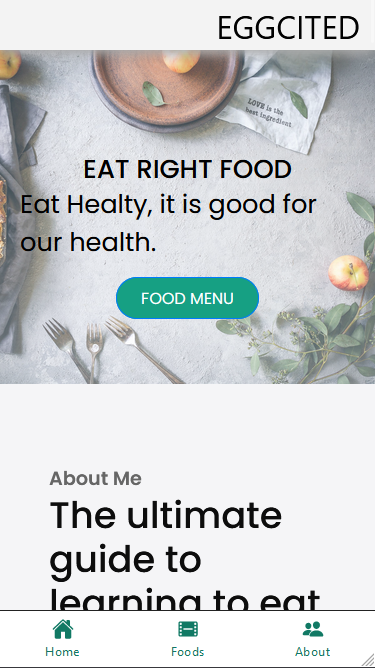 EGGCITED
LOVE is the
best ingredient
EAT RIGHT FOOD
Eat Healty, it is good for
our health.
FOOD MENU
About Me
The ultimate
guide to
learning to eat
Home Foods About